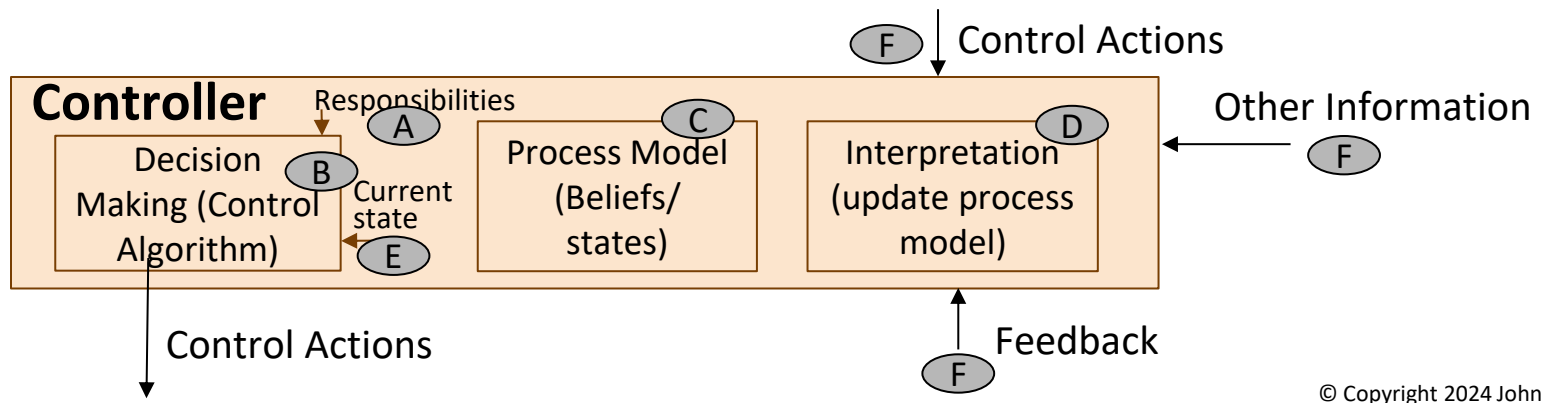 F
Control Actions
Controller
Responsibilities
A
Other Information
F
Decision
Making (Control
Algorithm)
B
Current
state
E
C
Process Model
(Beliefs/
states)
D
Interpretation
(update process
model)
Control Actions
Feedback
F
© Copyright 2024 John